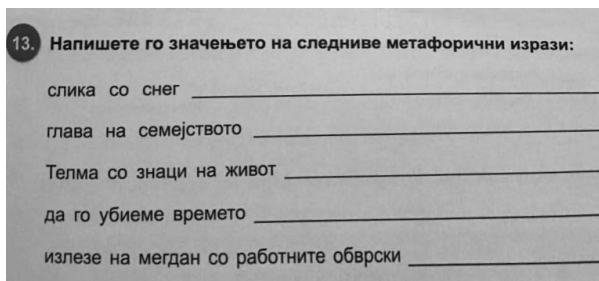 13. Напишете го значењето на следниве метафорични изрази:
слика со снег
глава на семејството
Телма со знаци на живот
да го убиеме времето
излезе на мегдан со работните обврски